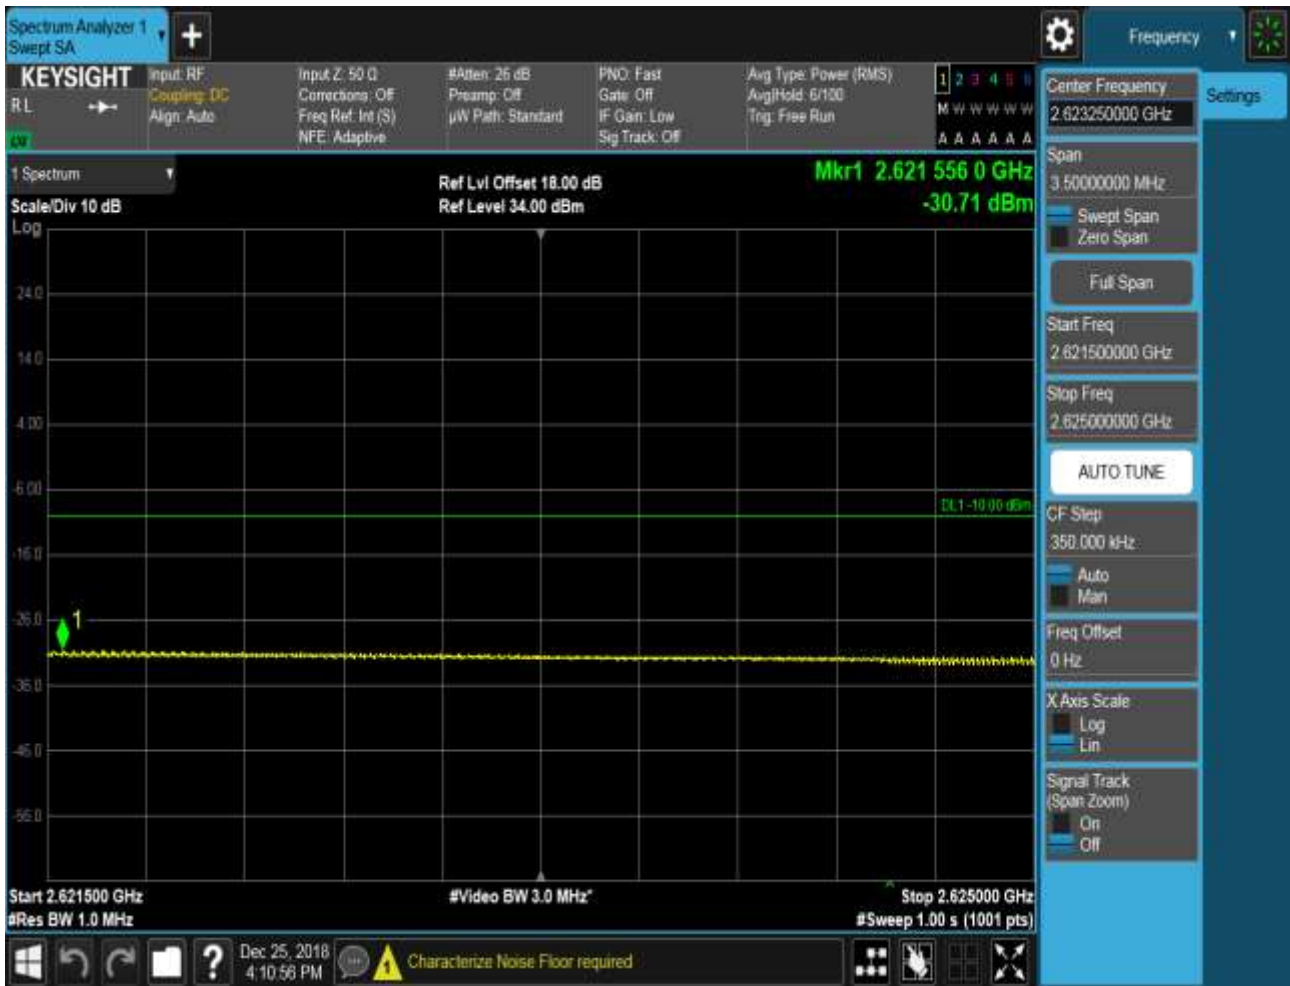 Spectrum Analyzer 1
Swept SA
Frequency
KEYSIGHT
RL
Input: RF
Coupling: DC
Align: Auto
Input Z: 50 Ω
Corrections: Off
Freq Ref: Int (S)
NFE: Adaptive
#Atten: 26 dB
Preamp: Off
µW Path: Standard
PNO: Fast
Gate: Off
IF Gain: Low
Sig Track: Off
Avg Type: Power (RMS)
Avg|Hold: 6/100
Trig: Free Run
1 2 3 4 5 6
M W W W W W
A A A A A A
1 Spectrum
Scale/Div 10 dB
Log
Ref Lvl Offset 18.00 dB
Ref Level 34.00 dBm
Mkr1 2.621 556 0 GHz
-30.71 dBm
24.0
14.0
4.00
-6.00
-16.0
-26.0
-36.0
-46.0
-56.0
DL1 -10.00 dBm
1
Start 2.621500 GHz
#Res BW 1.0 MHz
#Video BW 3.0 MHz*
Stop 2.625000 GHz
#Sweep 1.00 s (1001 pts)
Center Frequency
2.623250000 GHz
Settings
Span
3.50000000 MHz
Swept Span
Zero Span
Full Span
Start Freq
2.621500000 GHz
Stop Freq
2.625000000 GHz
AUTO TUNE
CF Step
350.000 kHz
Auto
Man
Freq Offset
0 Hz
X Axis Scale
Log
Lin
Signal Track
(Span Zoom)
On
Off
?
Dec 25, 2018
4:10:56 PM
1
Characterize Noise Floor required